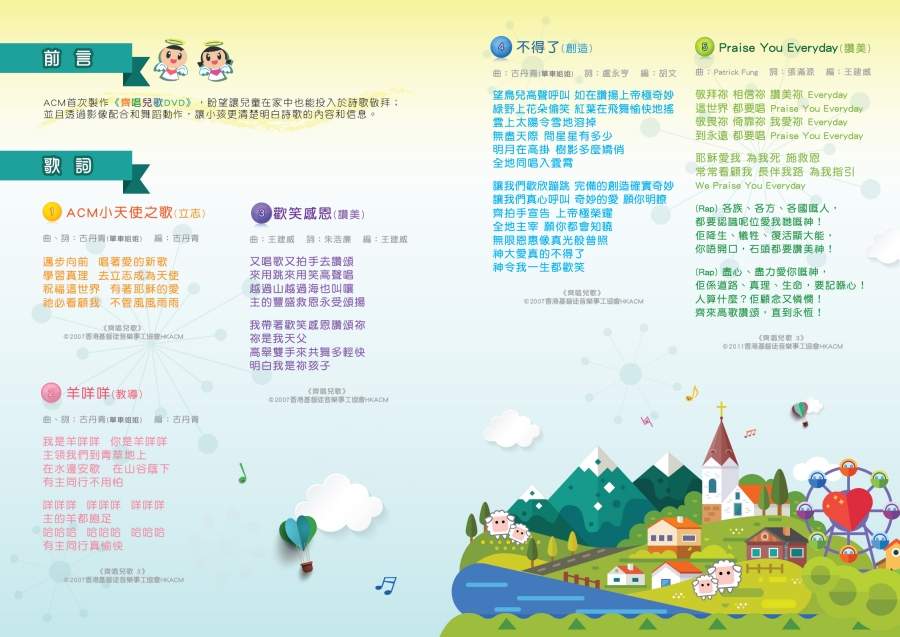 前言
ACM首次製作《齊唱兒歌DVD》，盼望讓兒童在家中也能投入於詩歌敬拜；
並且透過影像配合和舞蹈動作，讓小孩更清楚明白詩歌的內容和信息。
歌詞
1 ACM小天使之歌(立志)
曲、詞：古丹青(單車姐姐) 編：古丹青
邁步向前 唱著愛的新歌
學習真理 去立志成為天使
祝福這世界 有著耶穌的愛
祂必看顧我 不管風風雨雨
《齊唱兒歌》
©2007香港基督徒音樂事工協會HKACM
2 羊咩咩(教導)
曲、詞：古丹青(單車姐姐) 編：古丹青
我是羊咩咩 你是羊咩咩
主領我們到青草地上
在水邊安歇 在山谷蔭下
有主同行不用怕
咩咩咩 咩咩咩 咩咩咩
主的羊都飽足
哈哈哈 哈哈哈 哈哈哈
有主同行真愉快
《齊唱兒歌 3》
©2011香港基督徒音樂事工協會HKACM
3 歡笑感恩(讚美)
曲：王建威 詞：朱浩廉 編：王建威
又唱歌又拍手去讚頌
來用跳來用笑高聲唱
越過山越過海也叫嚷
主的豐盛救恩永受頌揚
我帶著歡笑感恩讚頌祢
祢是我天父
高舉雙手來共舞多輕快
明白我是祢孩子
《齊唱兒歌》
©2007香港基督徒音樂事工協會HKACM
4 不得了(創造)
曲：古丹青(單車姐姐) 詞：盧永亨 編：胡文
望鳥兒高聲呼叫 如在讚揚上帝極奇妙
綠野上花朵偷笑 紅葉在飛舞愉快地搖
雲上太陽令雪地溶掉
無盡天際 問星星有多少
明月在高掛 樹影多麼嬌俏
全地同唱入雲霄
讓我們歡欣蹦跳 完備的創造確實奇妙
讓我們真心呼叫 奇妙的愛 願你明瞭
齊拍手宣告 上帝極榮耀
全地主宰 願你都會知曉
無限恩惠像真光般普照
神大愛真的不得了
神令我一生都歡笑
《齊唱兒歌》
©2007香港基督徒音樂事工協會HKACM
5 Praise You Everyday(讚美)
曲：Patrick Fung 詞：張滿源 編：王建威
敬拜祢 相信祢 讚美祢 Everyday
這世界 都要唱 Praise You Everyday
敬畏祢 倚靠祢 我愛祢 Everyday
到永遠 都要唱 Praise You Everyday
耶穌愛我 為我死 施救恩
常常看顧我 長伴我路 為我指引
We Praise You Everyday
(Rap) 各族、各方、各國嘅人，
都要認識呢位愛我哋嘅神！
佢降生、犧牲、復活顯大能，
你唔開口，石頭都要讚美神！
(Rap) 盡心、盡力愛你嘅神，
佢係道路、真理、生命，要記喺心！
人算什麼？佢顧念又憐憫！
齊來高歌讚頌，直到永恆！
《齊唱兒歌 3》
©2011香港基督徒音樂事工協會HKACM